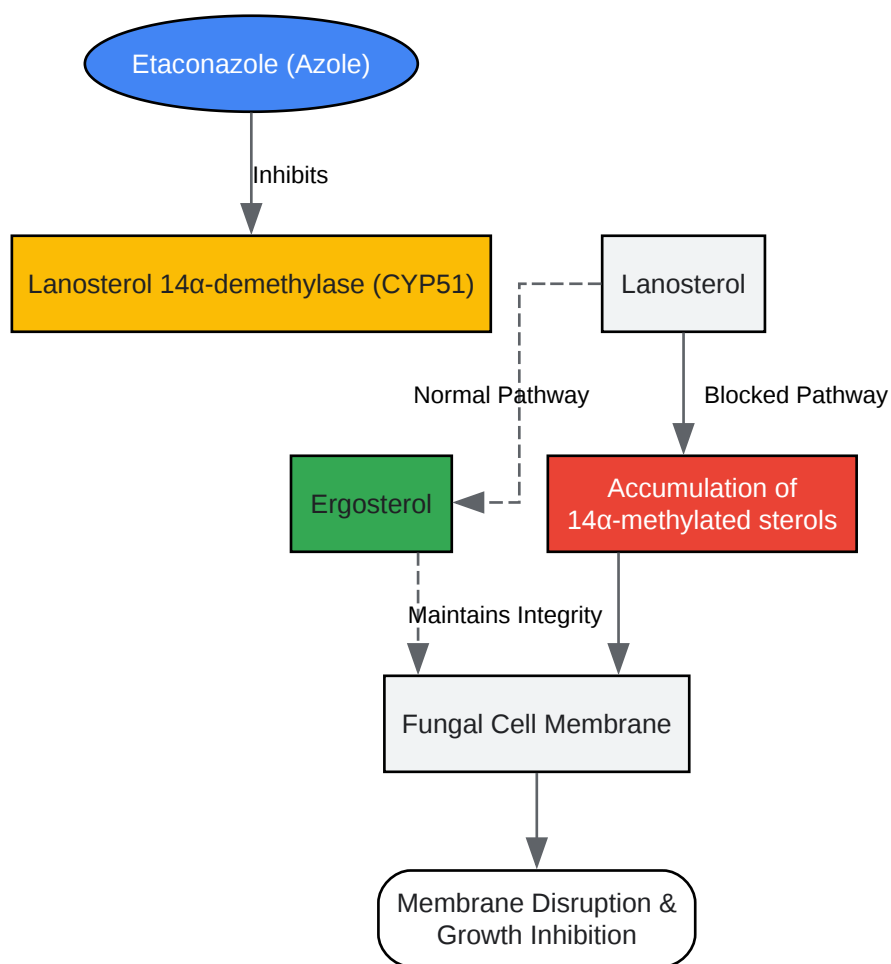 Etaconazole (Azole)
Inhibits
Lanosterol 14α-demethylase (CYP51)
Lanosterol
Normal Pathway
Blocked Pathway
Ergosterol
Accumulation of
14α-methylated sterols
Maintains Integrity
Fungal Cell Membrane
Membrane Disruption &
Growth Inhibition